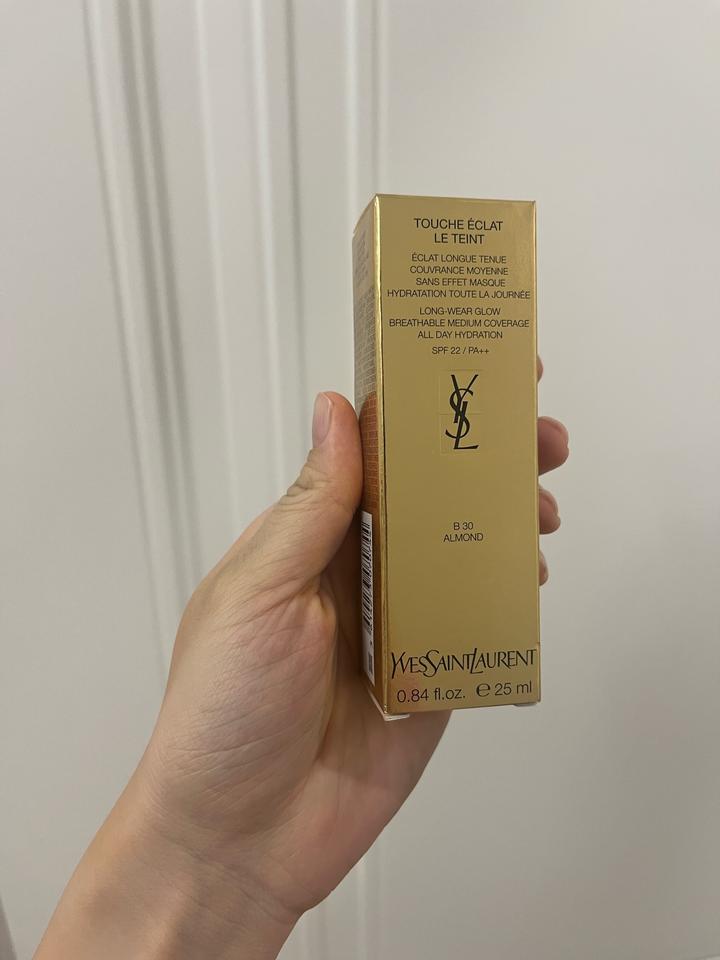 TOUCHE ÉCLAT
LE TEINT
ÉCLAT LONGUE TENUE
COUVRANCE MOYENNE
SANS EFFET MASQUE
HYDRATATION TOUTE LA JOURNÉE
LONG-WEAR GLOW
BREATHABLE MEDIUM COVERAGE
ALL DAY HYDRATION
SPF 22 / PA++
YSL
B 30
ALMOND
YVESSAINTLAURENT
0.84 fl.oz. ℮ 25 ml